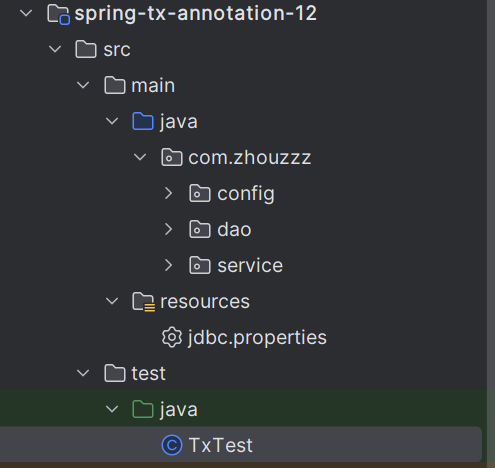 spring-tx-annotation-12
src
main
java
com.zhouzzz
config
dao
service
resources
jdbc.properties
test
java
C TxTest